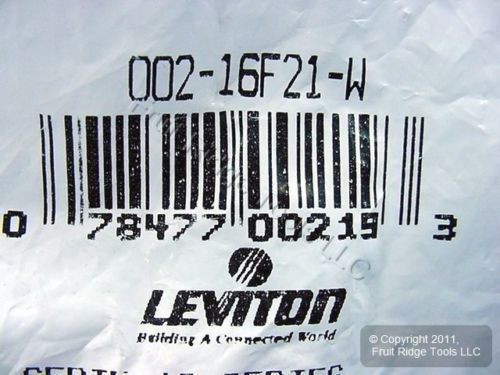 002-16F21-W
0 78477 00219 3
LEVITON
Building A Connected World
© Copyright 2011,
Fruit Ridge Tools LLC